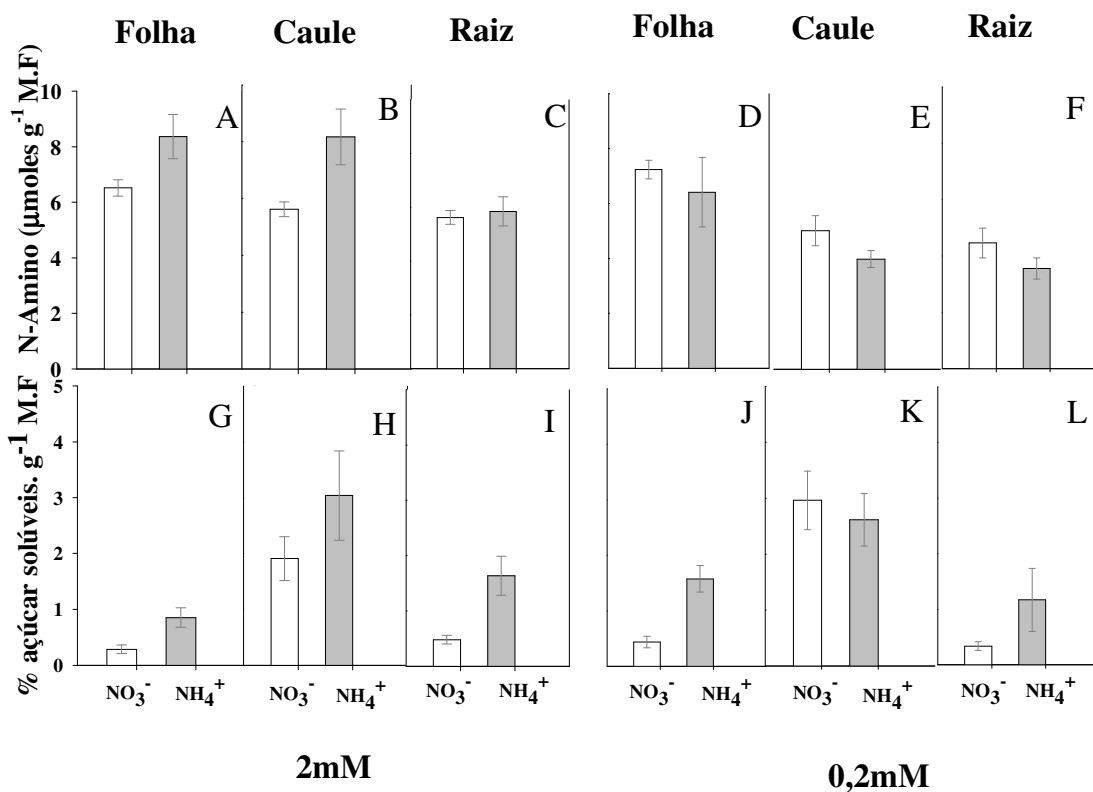 Folha Caule Raiz Folha Caule Raiz
N-Amino (μmoles g-1 M.F)
10
8
6
4
2
0
A B C D E F
% açúcar solúveis. g-1 M.F
5
4
3
2
1
0
G H I J K L
NO3- NH4+ NO3- NH4+ NO3- NH4+ NO3- NH4+ NO3- NH4+ NO3- NH4+
2mM 0,2mM